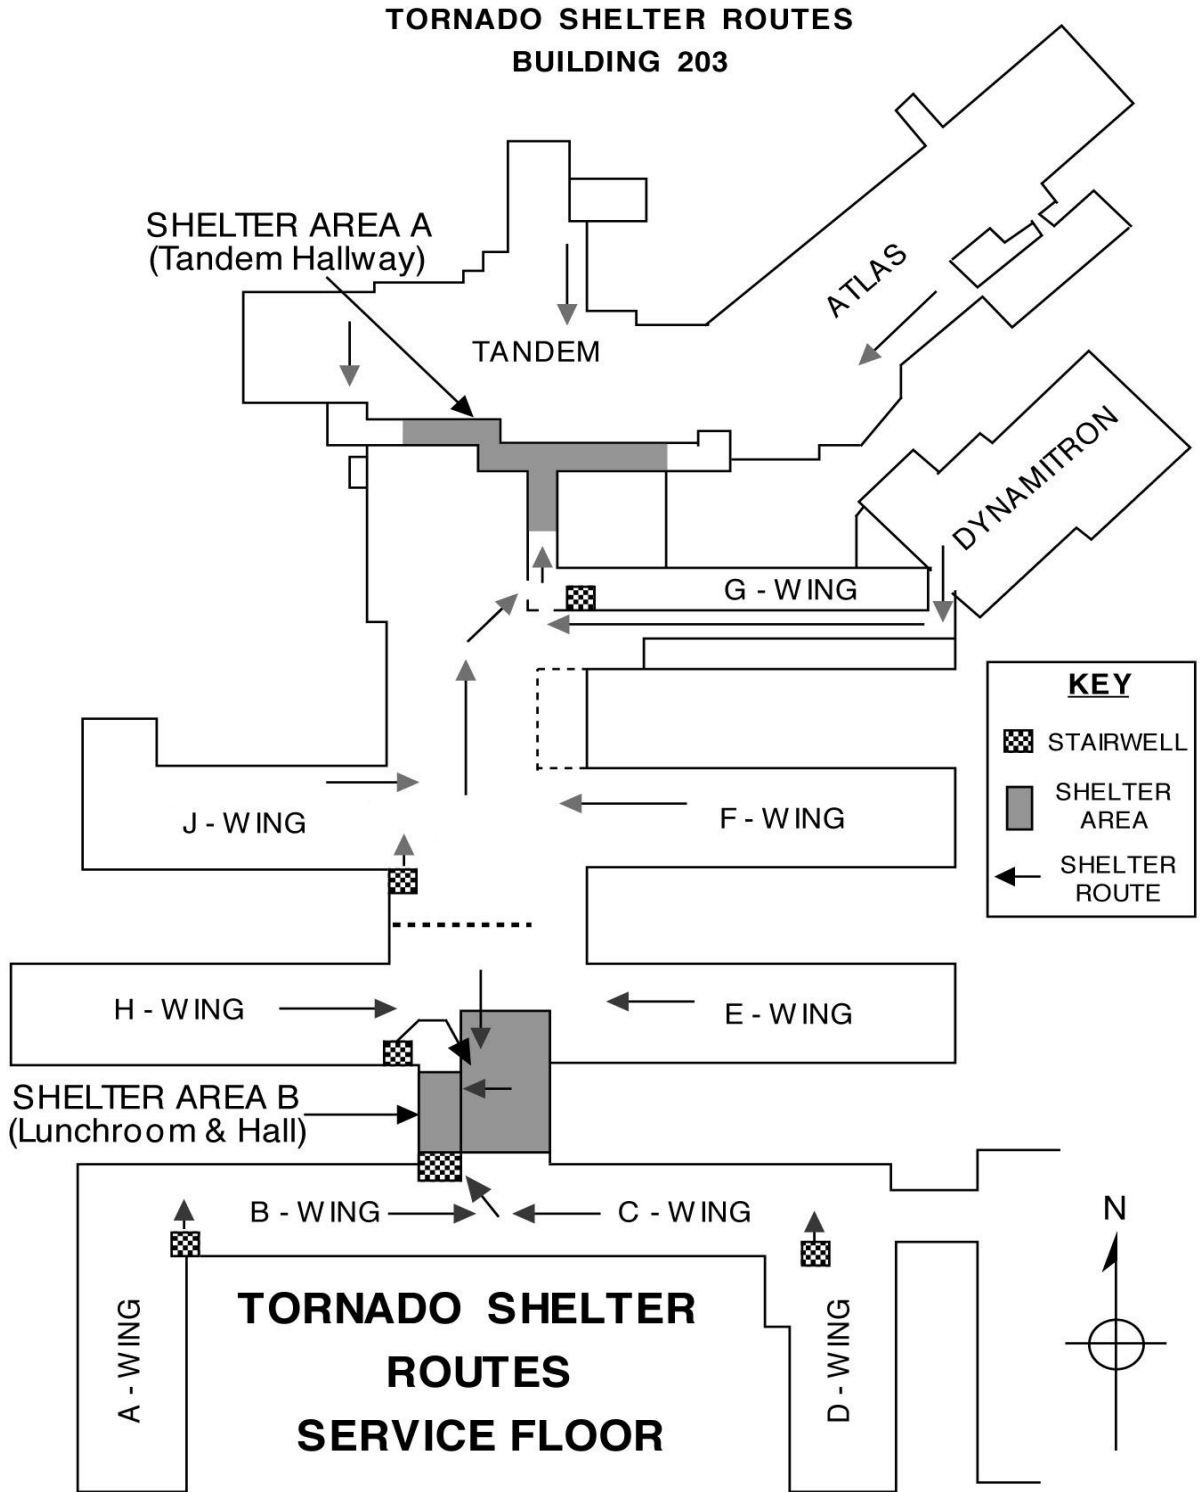 TORNADO SHELTER ROUTES
BUILDING 203
SHELTER AREA A
(Tandem Hallway)
ATLAS
TANDEM
DYNAMITRON
G - WING
KEY
STAIRWELL
SHELTER
AREA
SHELTER
ROUTE
J - WING
F - WING
H - WING
E - WING
SHELTER AREA B
(Lunchroom & Hall)
B - WING
C - WING
N
A - WING
D - WING
TORNADO SHELTER
ROUTES
SERVICE FLOOR